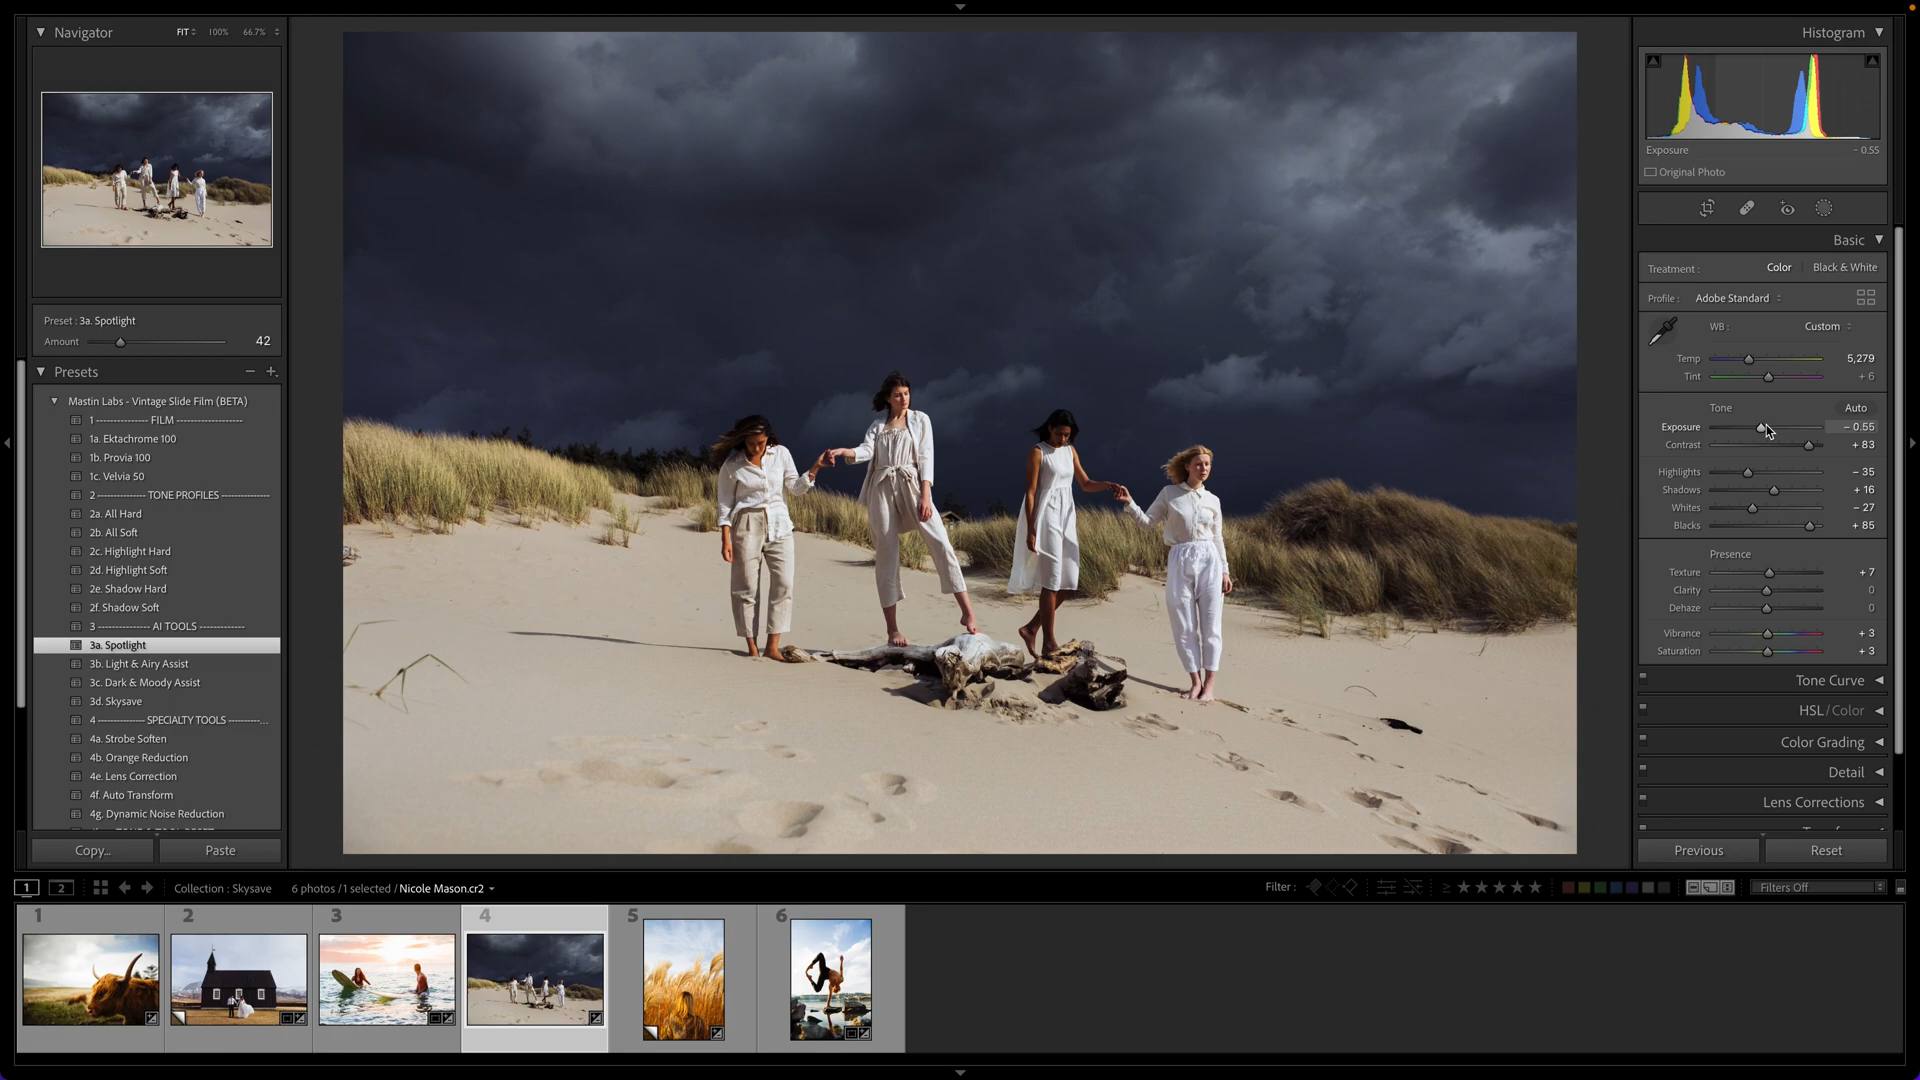 Navigator
FIT 100% 66.7%
Preset : 3a. Spotlight
Amount 42
Presets
Mastin Labs - Vintage Slide Film (BETA)
1 -------------- FILM -------------------
1a. Ektachrome 100
1b. Provia 100
1c. Velvia 50
2 -------------- TONE PROFILES --------------
2a. All Hard
2b. All Soft
2c. Highlight Hard
2d. Highlight Soft
2e. Shadow Hard
2f. Shadow Soft
3 -------------- AI TOOLS -------------
3a. Spotlight
3b. Light & Airy Assist
3c. Dark & Moody Assist
3d. Skysave
4 -------------- SPECIALTY TOOLS ----------...
4a. Strobe Soften
4b. Orange Reduction
4e. Lens Correction
4f. Auto Transform
4g. Dynamic Noise Reduction
Copy... Paste
Histogram
Exposure - 0.55
Original Photo
Basic
Treatment : Color Black & White
Profile : Adobe Standard
WB : Custom
Temp 5,279
Tint + 6
Tone Auto
Exposure - 0.55
Contrast + 83
Highlights - 35
Shadows + 16
Whites - 27
Blacks + 85
Presence
Texture + 7
Clarity 0
Dehaze 0
Vibrance + 3
Saturation + 3
Tone Curve
HSL / Color
Color Grading
Detail
Lens Corrections
Previous Reset
1 2 Collection : Skysave 6 photos / 1 selected / Nicole Mason.cr2 Filter : ≥ ★ ★ ★ ★ ★ Filters Off
1 2 3 4 5 6